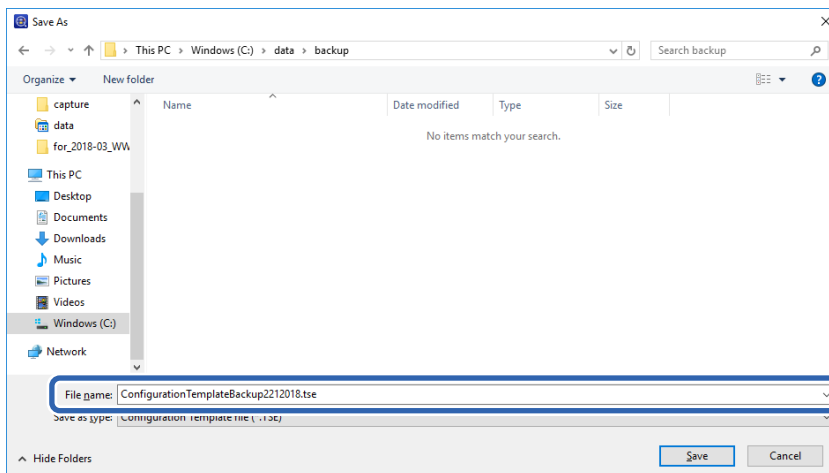 Save As
This PC > Windows (C:) > data > backup
Search backup
Organize
New folder
Name
Date modified
Type
Size
No items match your search.
capture
data
for_2018-03_WW
This PC
Desktop
Documents
Downloads
Music
Pictures
Videos
Windows (C:)
Network
File name: ConfigurationTemplateBackup2212018.tse
Save as type: Configuration Template file (*.TSE)
Hide Folders
Save
Cancel